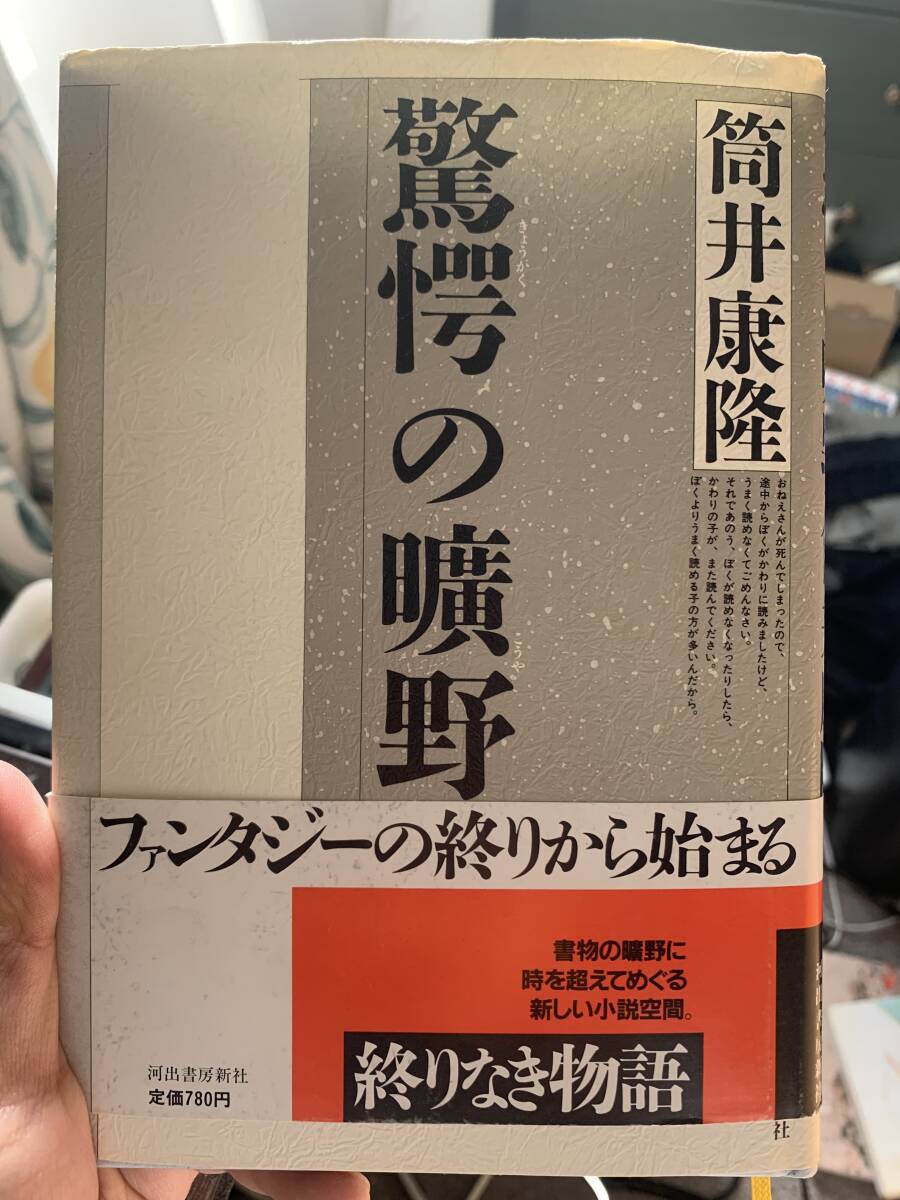 筒井康隆
おねえさんが死んでしまったので、
途中からぼくがかわりに読みましたけど、
うまく読めなくてごめんなさい。
それであのう、ぼくが読めなくなったりしたら、
かわりの子が、また読んでください。
ぼくよりうまく読める子の方が多いんだから。
驚愕の曠野
きょうがく
こうや
ファンタジーの終りから始まる
書物の曠野に
時を超えてめぐる
新しい小説空間。
終りなき物語
河出書房新社
定価780円
社